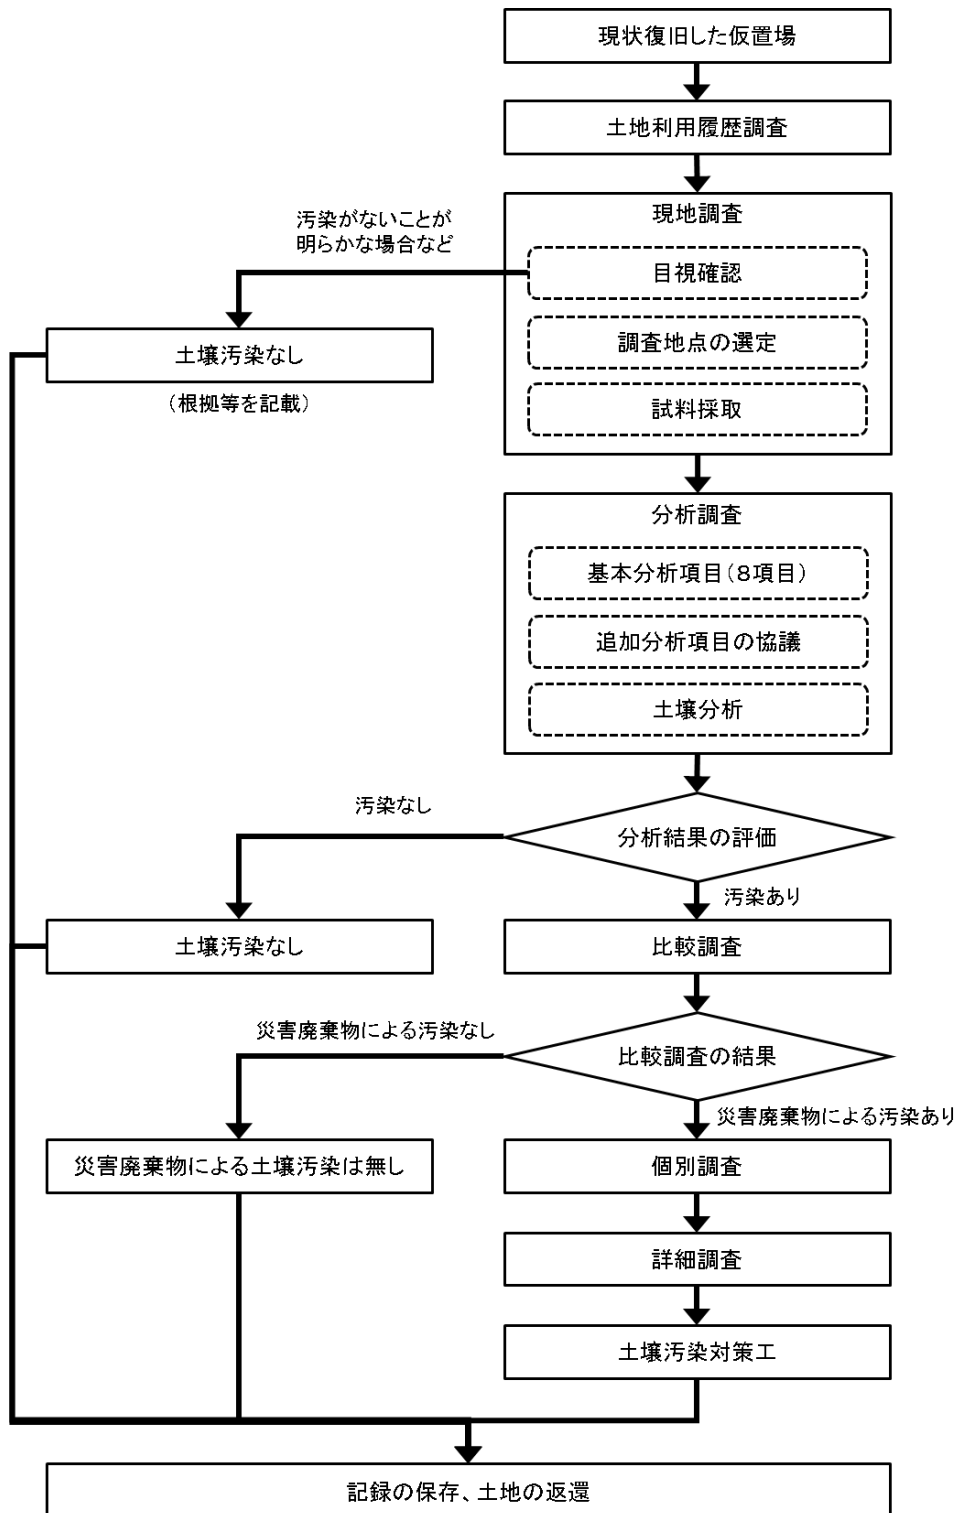 現状復旧した仮置場
土地利用履歴調査
現地調査
汚染がないことが
明らかな場合など
目視確認
調査地点の選定
試料採取
土壌汚染なし
(根拠等を記載)
分析調査
基本分析項目(8項目)
追加分析項目の協議
土壌分析
分析結果の評価
汚染なし
汚染あり
土壌汚染なし
比較調査
比較調査の結果
災害廃棄物による汚染なし
災害廃棄物による汚染あり
災害廃棄物による土壌汚染は無し
個別調査
詳細調査
土壌汚染対策工
記録の保存、土地の返還